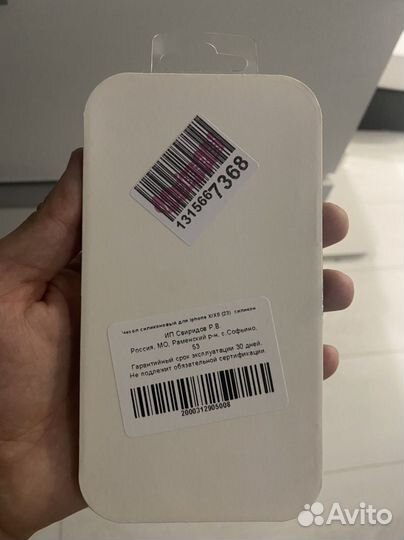 1315667368
Чехол силиконовый для iphone X/XS (23) силикон
ИП Свиридов Р.В.
Россия, МО, Раменский р-н, с.Софьино,
53
Гарантийный срок эксплуатации 30 дней.
Не подлежит обязательной сертификации.
2000312905008
Avito